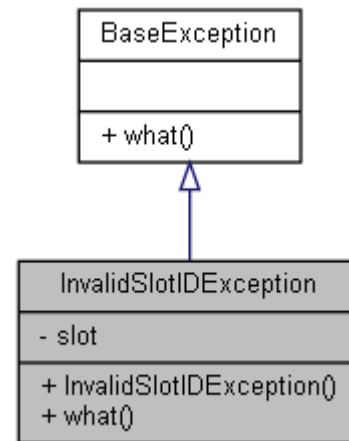 BaseException
+ what()
InvalidSlotIDException
- slot
+ InvalidSlotIDException()
+ what()